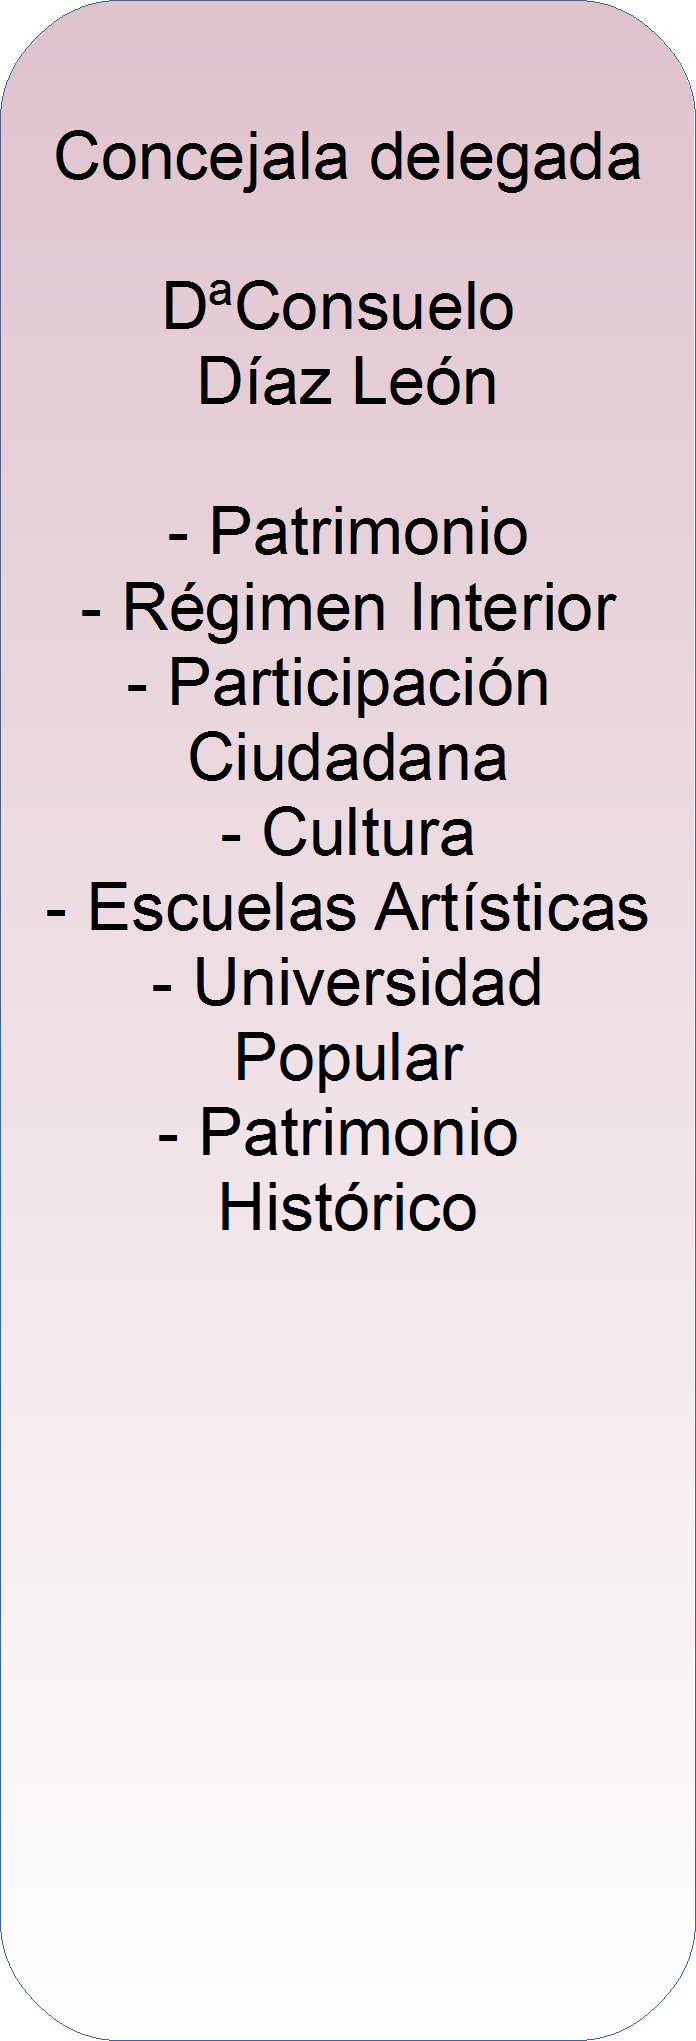 Concejala delegada
DªConsuelo
Díaz León
- Patrimonio
- Régimen Interior
- Participación
Ciudadana
- Cultura
- Escuelas Artísticas
- Universidad
Popular
- Patrimonio
Histórico